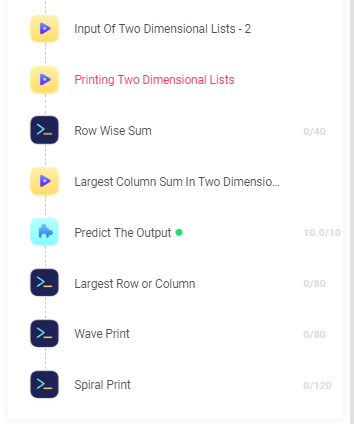 Input Of Two Dimensional Lists - 2
Printing Two Dimensional Lists
Row Wise Sum 0/40
Largest Column Sum In Two Dimensio...
Predict The Output 10.0/10
Largest Row or Column 0/80
Wave Print 0/80
Spiral Print 0/120